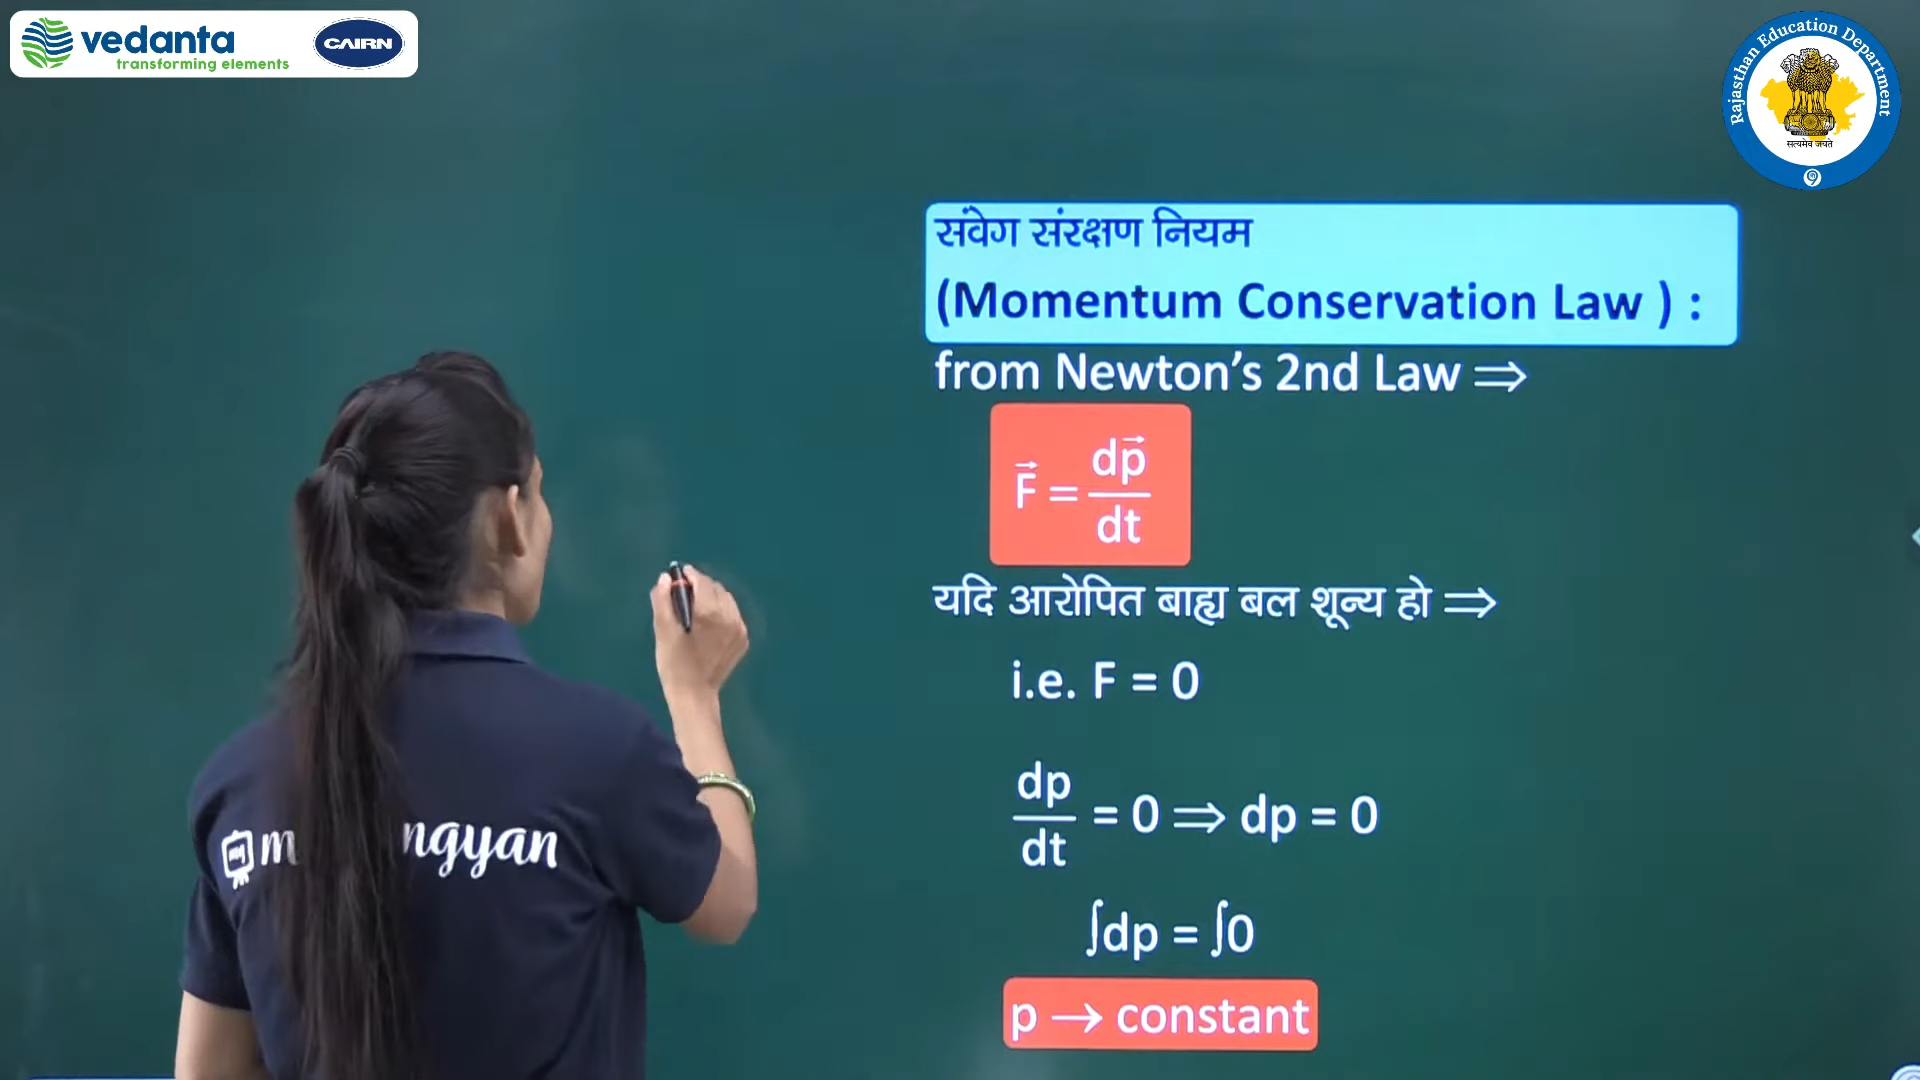 vedanta
transforming elements
CAIRN
Rajasthan Education Department
सत्यमेव जयते
संवेग संरक्षण नियम
(Momentum Conservation Law ) :
from Newton’s 2nd Law ⇒
F⃗ = dp⃗/dt
यदि आरोपित बाह्य बल शून्य हो ⇒
i.e. F = 0
dp/dt = 0 ⇒ dp = 0
∫dp = ∫0
p → constant
ngyan